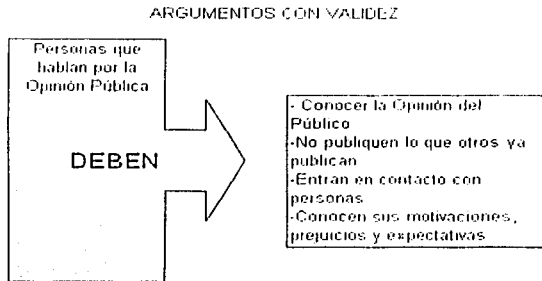 ARGUMENTOS CON VALIDEZ
Personas que
hablan por la
Opinión Pública
DEBEN
- Conocer la Opinión del
Público
-No publiquen lo que otros ya
publican
-Entran en contacto con
personas
-Conocen sus motivaciones,
prejuicios y expectativas